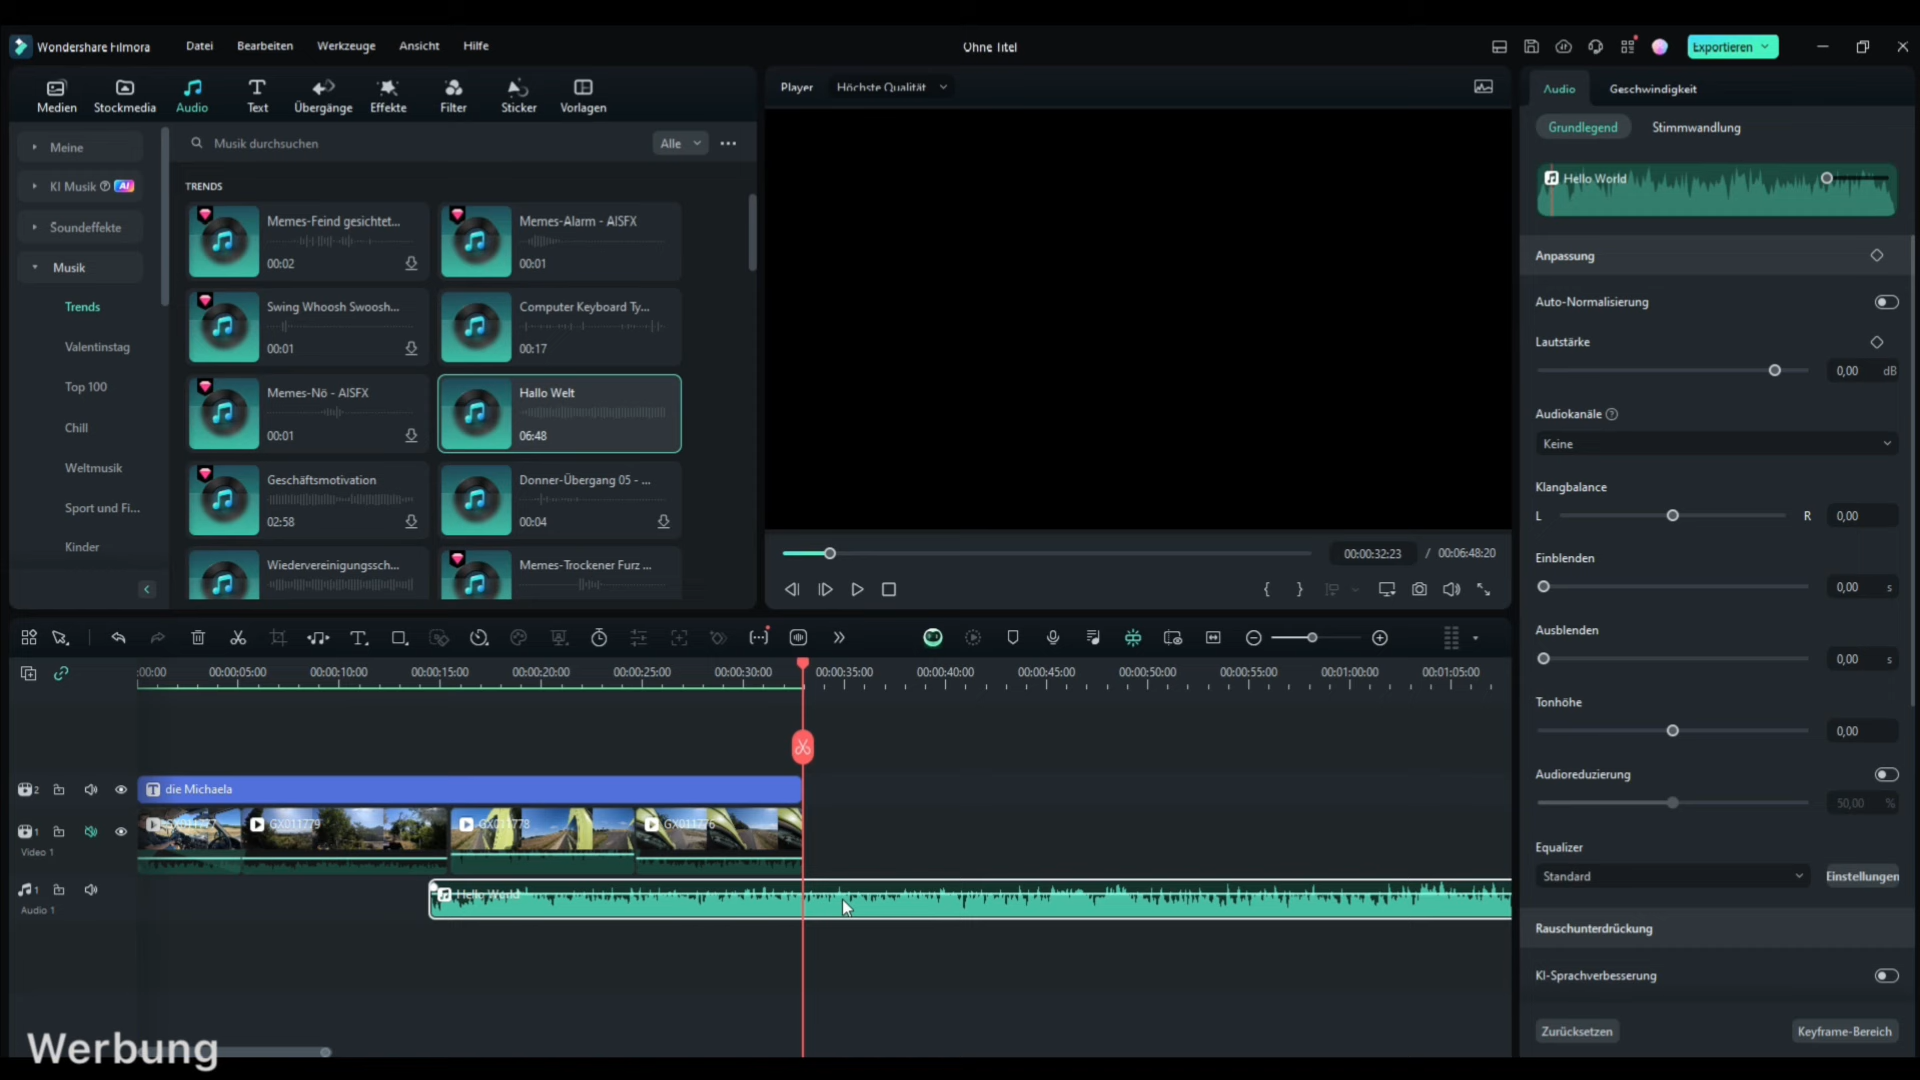 Wondershare Filmora
Datei
Bearbeiten
Werkzeuge
Ansicht
Hilfe
Ohne Titel
Exportieren
Medien
Stockmedia
Audio
Text
Übergänge
Effekte
Filter
Sticker
Vorlagen
Player
Höchste Qualität
Audio
Geschwindigkeit
Grundlegend
Stimmwandlung
Meine
KI Musik
AI
Soundeffekte
Musik
Trends
Valentinstag
Top 100
Chill
Weltmusik
Sport und Fi...
Kinder
Musik durchsuchen
Alle
TRENDS
Memes-Feind gesichtet...
00:02
Memes-Alarm - AISFX
00:01
Swing Whoosh Swoosh...
00:01
Computer Keyboard Ty...
00:17
Memes-Nö - AISFX
00:01
Hallo Welt
06:48
Geschäftsmotivation
02:58
Donner-Übergang 05 - ...
00:04
Wiedervereinigungssch...
Memes-Trockener Furz ...
00:00:32:23 / 00:06:48:20
Hello World
Anpassung
Auto-Normalisierung
Lautstärke
0,00 dB
Audiokanäle
Keine
Klangbalance
L R 0,00
Einblenden
0,00 s
Ausblenden
0,00 s
Tonhöhe
0,00
Audioreduzierung
50,00 %
Equalizer
Standard
Einstellungen
Rauschunterdrückung
KI-Sprachverbesserung
Zurücksetzen
Keyframe-Bereich
:00:00 00:00:05:00 00:00:10:00 00:00:15:00 00:00:20:00 00:00:25:00 00:00:30:00 00:00:35:00 00:00:40:00 00:00:45:00 00:00:50:00 00:00:55:00 00:01:00:00 00:01:05:00
2
die Michaela
1
Video 1
GX011779
GX011778
GX011776
1
Audio 1
Hello World
Werbung